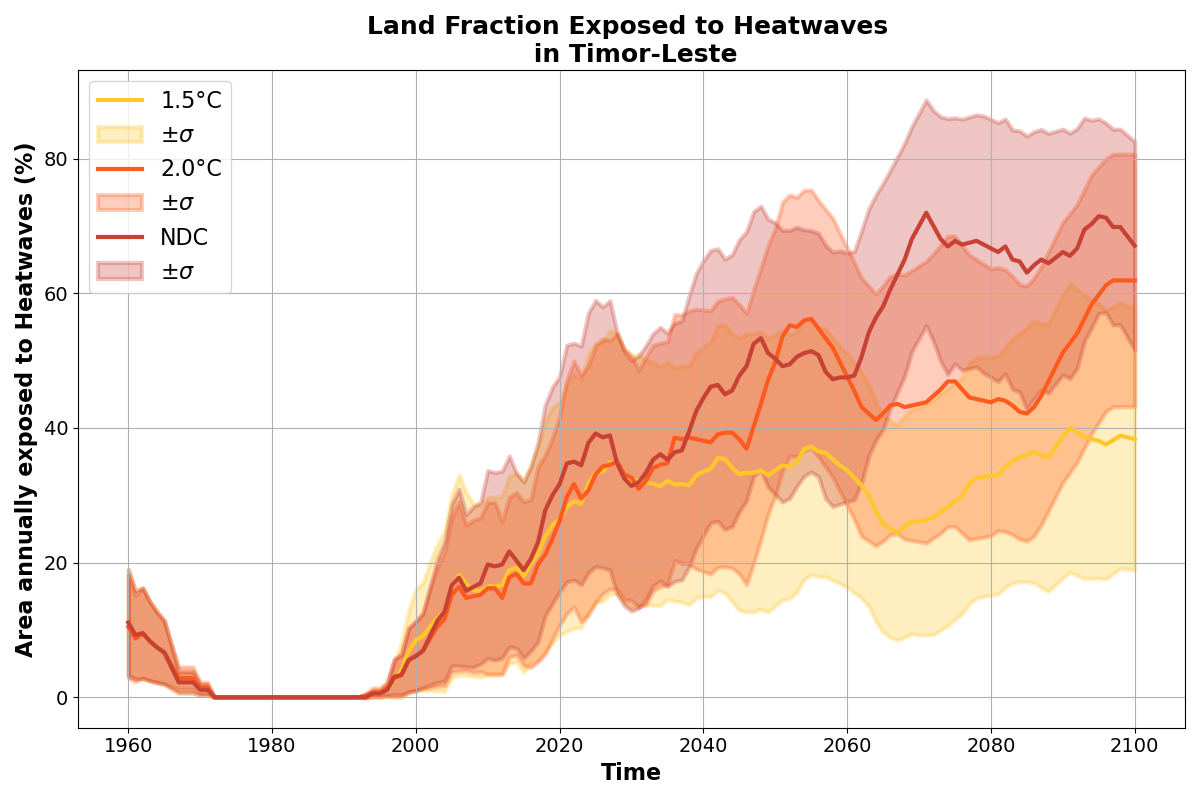 Land Fraction Exposed to Heatwaves
in Timor-Leste
1.5°C
±σ
2.0°C
±σ
NDC
±σ
Area annually exposed to Heatwaves (%)
80
60
40
20
0
1960
1980
2000
2020
2040
2060
2080
2100
Time